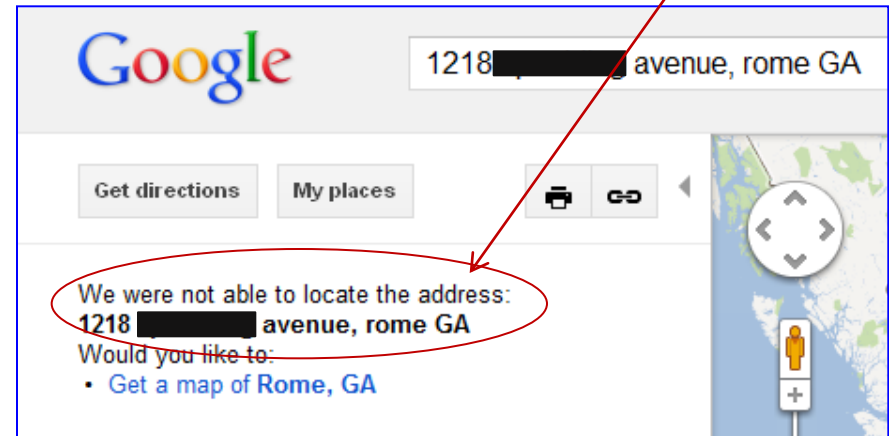 Google
1218 avenue, rome GA
Get directions
My places
We were not able to locate the address:
1218 avenue, rome GA
Would you like to:
• Get a map of Rome, GA